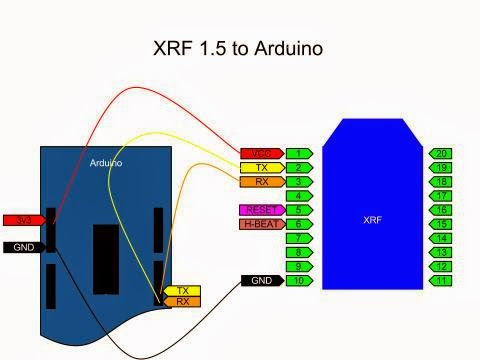 XRF 1.5 to Arduino
Arduino
3v3
GND
TX
RX
VCC
TX
RX
RESET
H-BEAT
GND
1
2
3
4
5
6
7
8
9
10
XRF
20
19
18
17
16
15
14
13
12
11